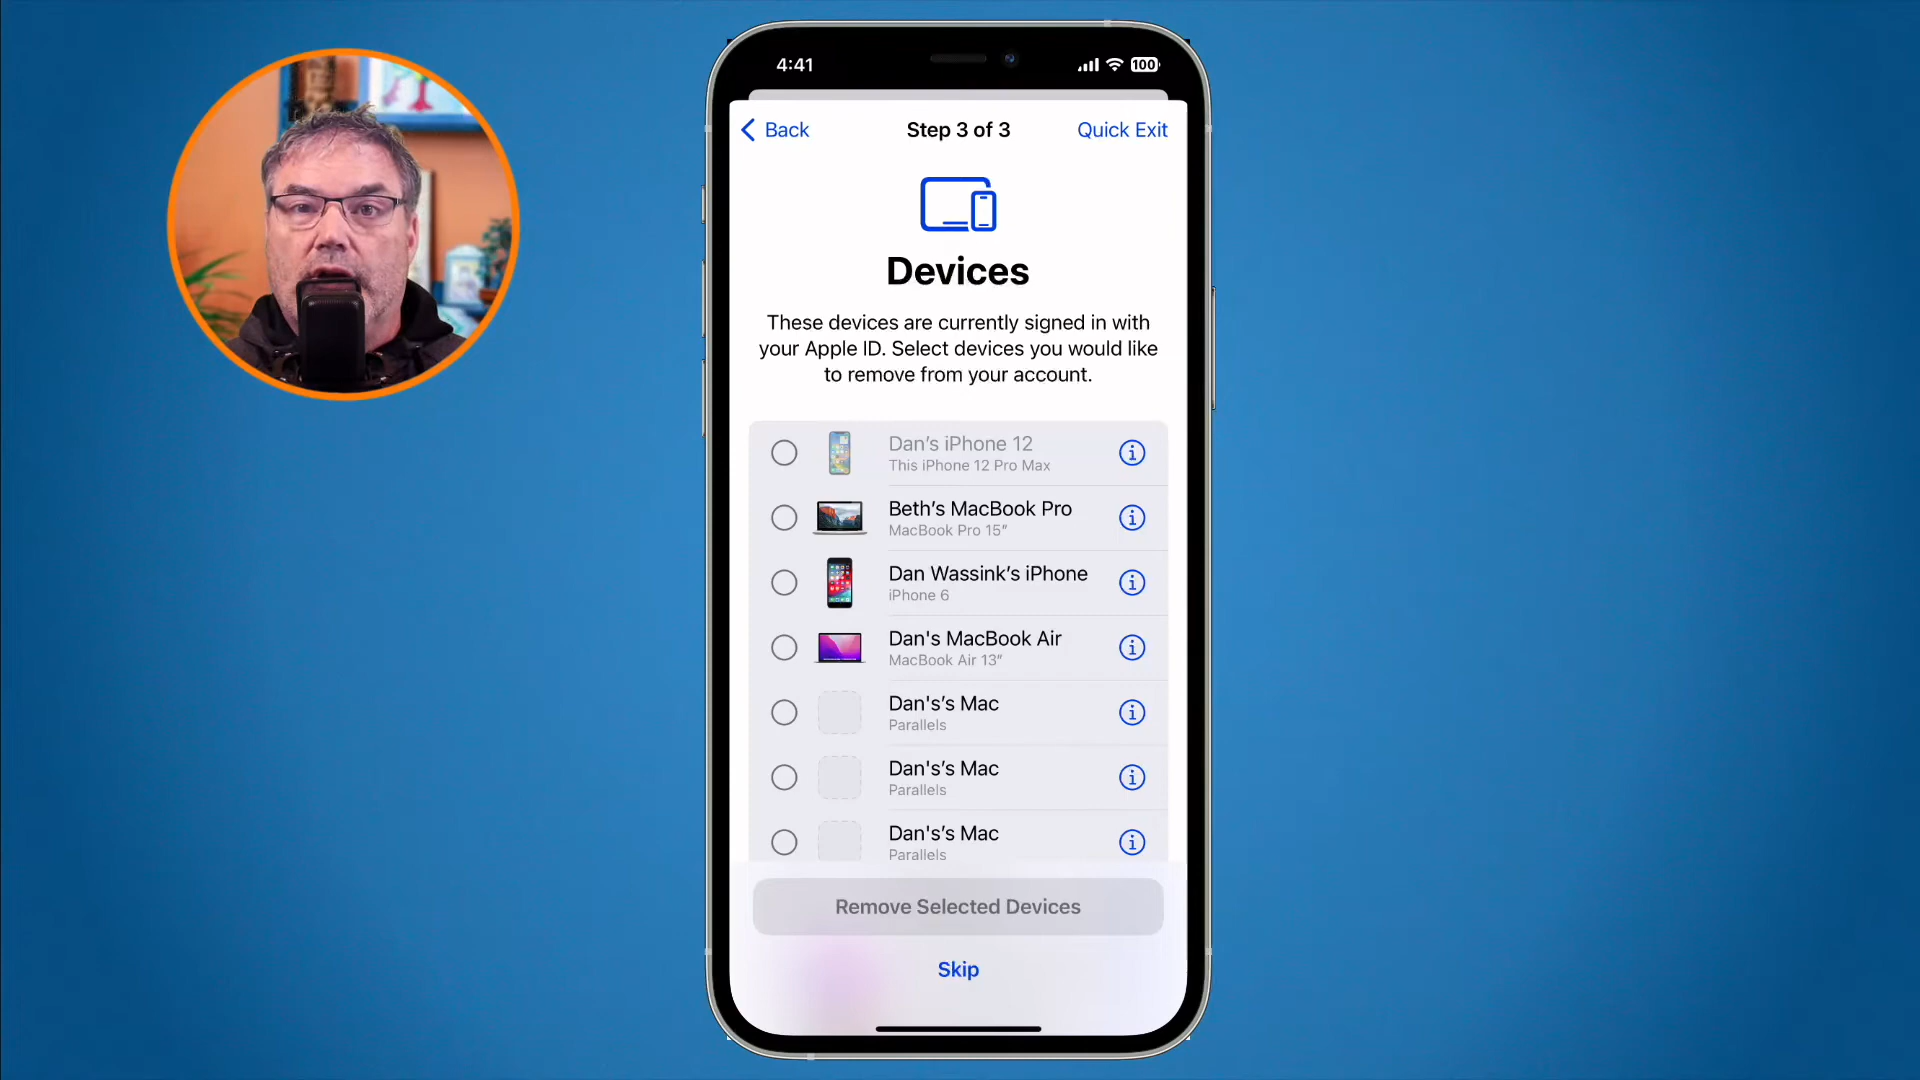 4:41
100
Back
Step 3 of 3
Quick Exit
Devices
These devices are currently signed in with
your Apple ID. Select devices you would like
to remove from your account.
Dan’s iPhone 12
This iPhone 12 Pro Max
Beth’s MacBook Pro
MacBook Pro 15”
Dan Wassink’s iPhone
iPhone 6
Dan's MacBook Air
MacBook Air 13”
Dan's’s Mac
Parallels
Dan's’s Mac
Parallels
Dan's’s Mac
Parallels
Remove Selected Devices
Skip